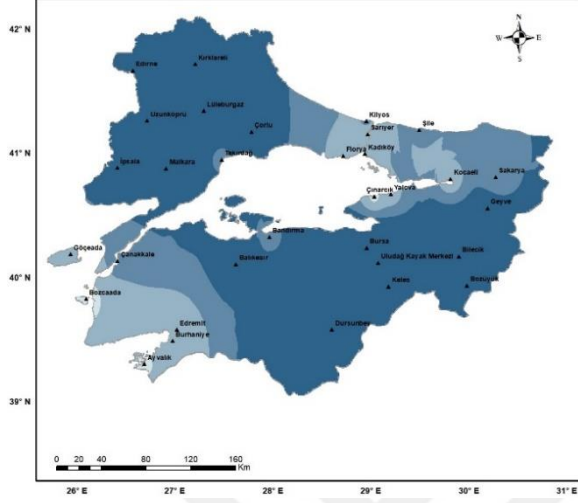 42° N
N
W E
S
Kırklareli
Edirne
Lüleburgaz
Uzunköprü
Kilyos
Şile
Çorlu
Sarıyer
41° N
Florya Kadıköy
Tekirdağ
İpsala
Malkara
Kocaeli
Sakarya
Çınarcık Yalova
Geyve
Bandırma
Bursa
Göçeada
Çanakkale
Balıkesir
Uludağ Kayak Merkezi
Bilecik
40° N
Keles
Bozüyük
Bozcaada
Edremit
Burhaniye
Dursunbey
Ayvalık
39° N
0 20 40 80 120 160
Km
26° E 27° E 28° E 29° E 30° E 31° E